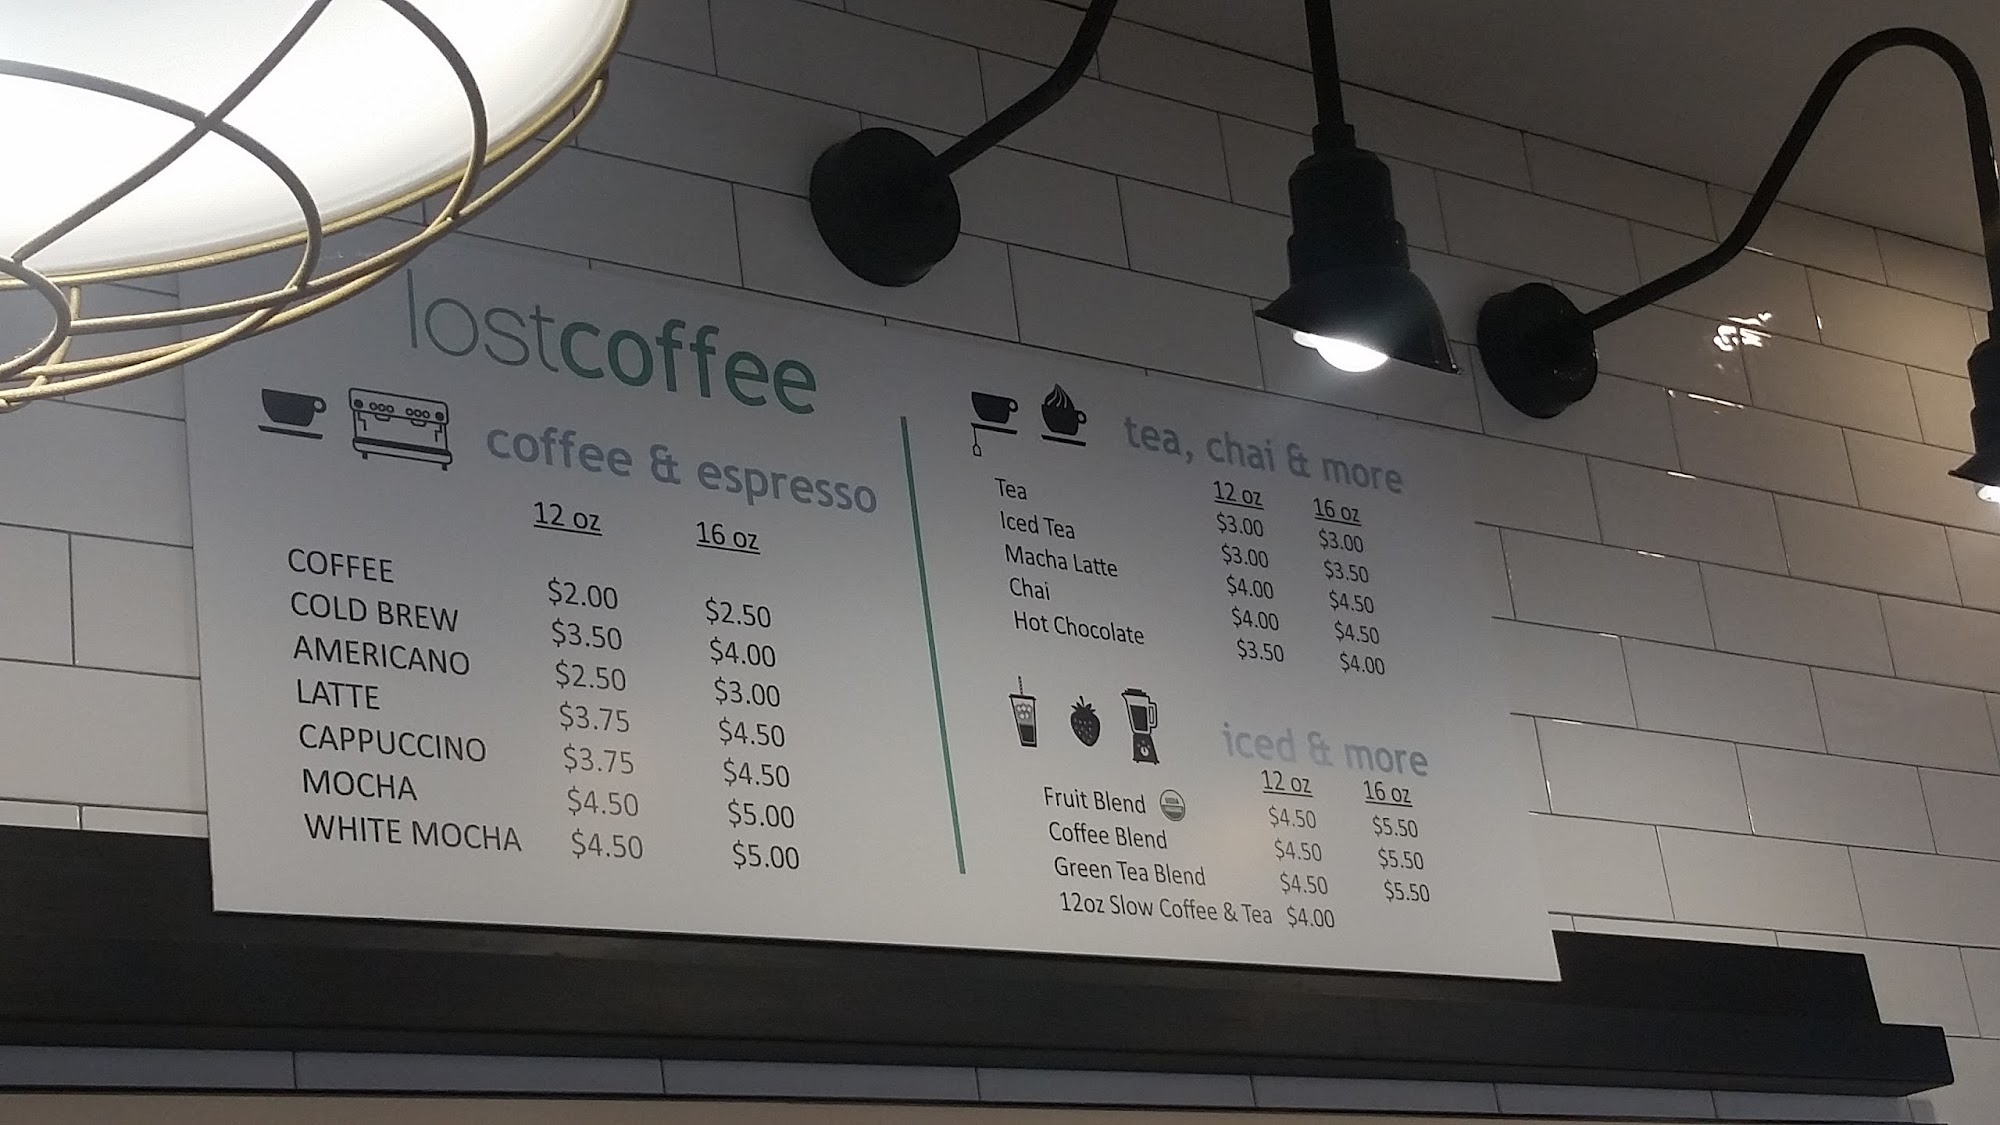 lostcoffee
coffee & espresso
12 oz 16 oz
COFFEE $2.00 $2.50
COLD BREW $3.50 $4.00
AMERICANO $2.50 $3.00
LATTE $3.75 $4.50
CAPPUCCINO $3.75 $4.50
MOCHA $4.50 $5.00
WHITE MOCHA $4.50 $5.00
tea, chai & more
12 oz 16 oz
Tea $3.00 $3.00
Iced Tea $3.00 $3.50
Macha Latte $4.00 $4.50
Chai $4.00 $4.50
Hot Chocolate $3.50 $4.00
iced & more
12 oz 16 oz
Fruit Blend $4.50 $5.50
Coffee Blend $4.50 $5.50
Green Tea Blend $4.50 $5.50
12oz Slow Coffee & Tea $4.00